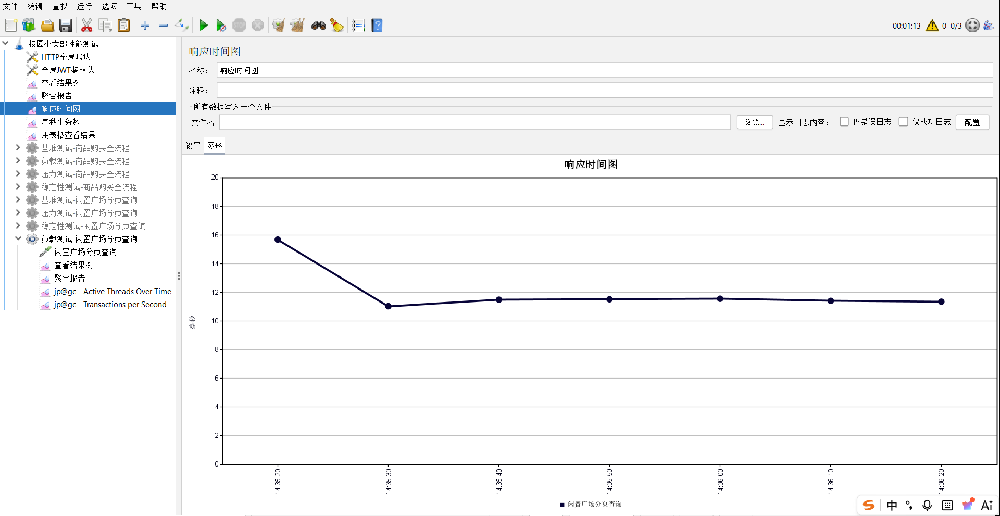 文件 编辑 查找 运行 选项 工具 帮助
STOP
00:01:13 0 0/3
校园小卖部性能测试
HTTP全局默认
全局JWT鉴权头
查看结果树
聚合报告
响应时间图
每秒事务数
用表格查看结果
基准测试-商品购买全流程
负载测试-商品购买全流程
压力测试-商品购买全流程
稳定性测试-商品购买全流程
基准测试-闲置广场分页查询
压力测试-闲置广场分页查询
稳定性测试-闲置广场分页查询
负载测试-闲置广场分页查询
闲置广场分页查询
查看结果树
聚合报告
jp@gc - Active Threads Over Time
jp@gc - Transactions per Second
响应时间图
名称： 响应时间图
注释：
所有数据写入一个文件
文件名 浏览... 显示日志内容： 仅错误日志 仅成功日志 配置
设置 图形
响应时间图
20
18
16
14
12
10
8
6
4
2
0
毫秒
14:35:20 14:35:30 14:35:40 14:35:50 14:36:00 14:36:10 14:36:20
闲置广场分页查询
S 中 °, Ai